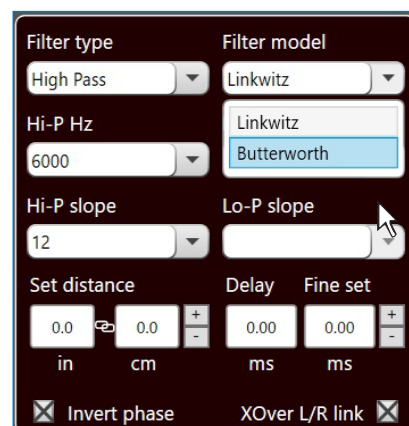 Filter type Filter model
High Pass Linkwitz
Linkwitz
Hi-P Hz
Butterworth
6000
Hi-P slope Lo-P slope
12
Set distance Delay Fine set
0.0 0.0 + - 0.00 0.00 + -
in cm ms ms
Invert phase XOver L/R link